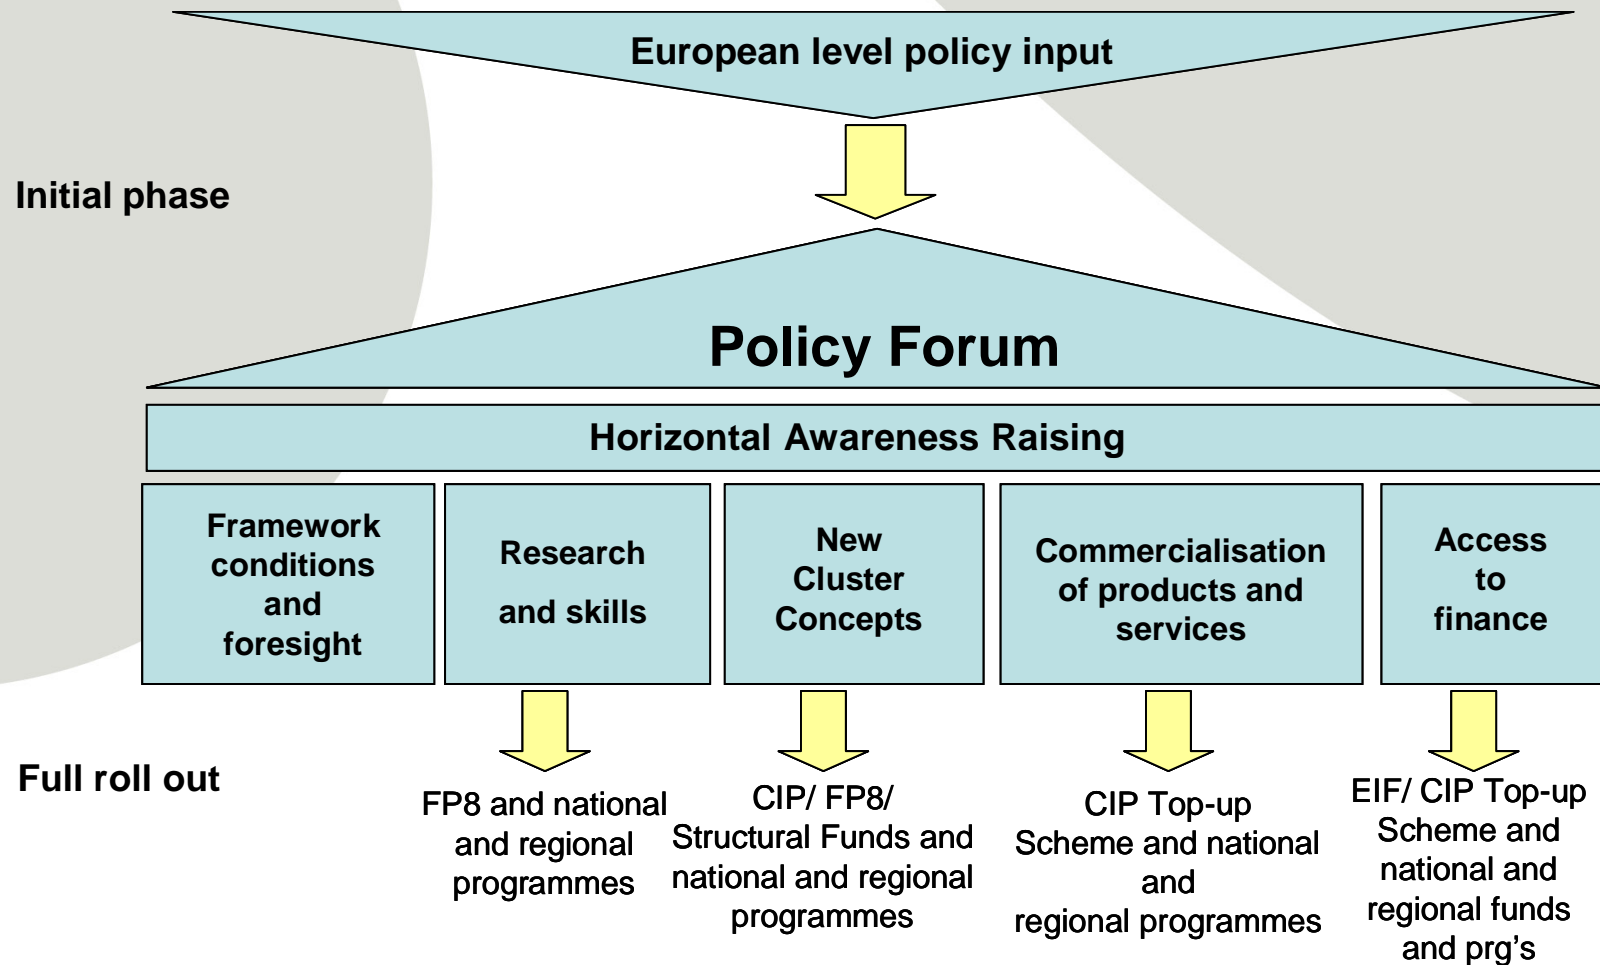 European level policy input
Initial phase
Policy Forum
Horizontal Awareness Raising
Framework
conditions
and
foresight
Research
and skills
New
Cluster
Concepts
Commercialisation
of products and
services
Access
to
finance
Full roll out
FP8 and national
and regional
programmes
CIP/ FP8/
Structural Funds and
national and regional
programmes
CIP Top-up
Scheme and national
and
regional programmes
EIF/ CIP Top-up
Scheme and
national and
regional funds
and prg's